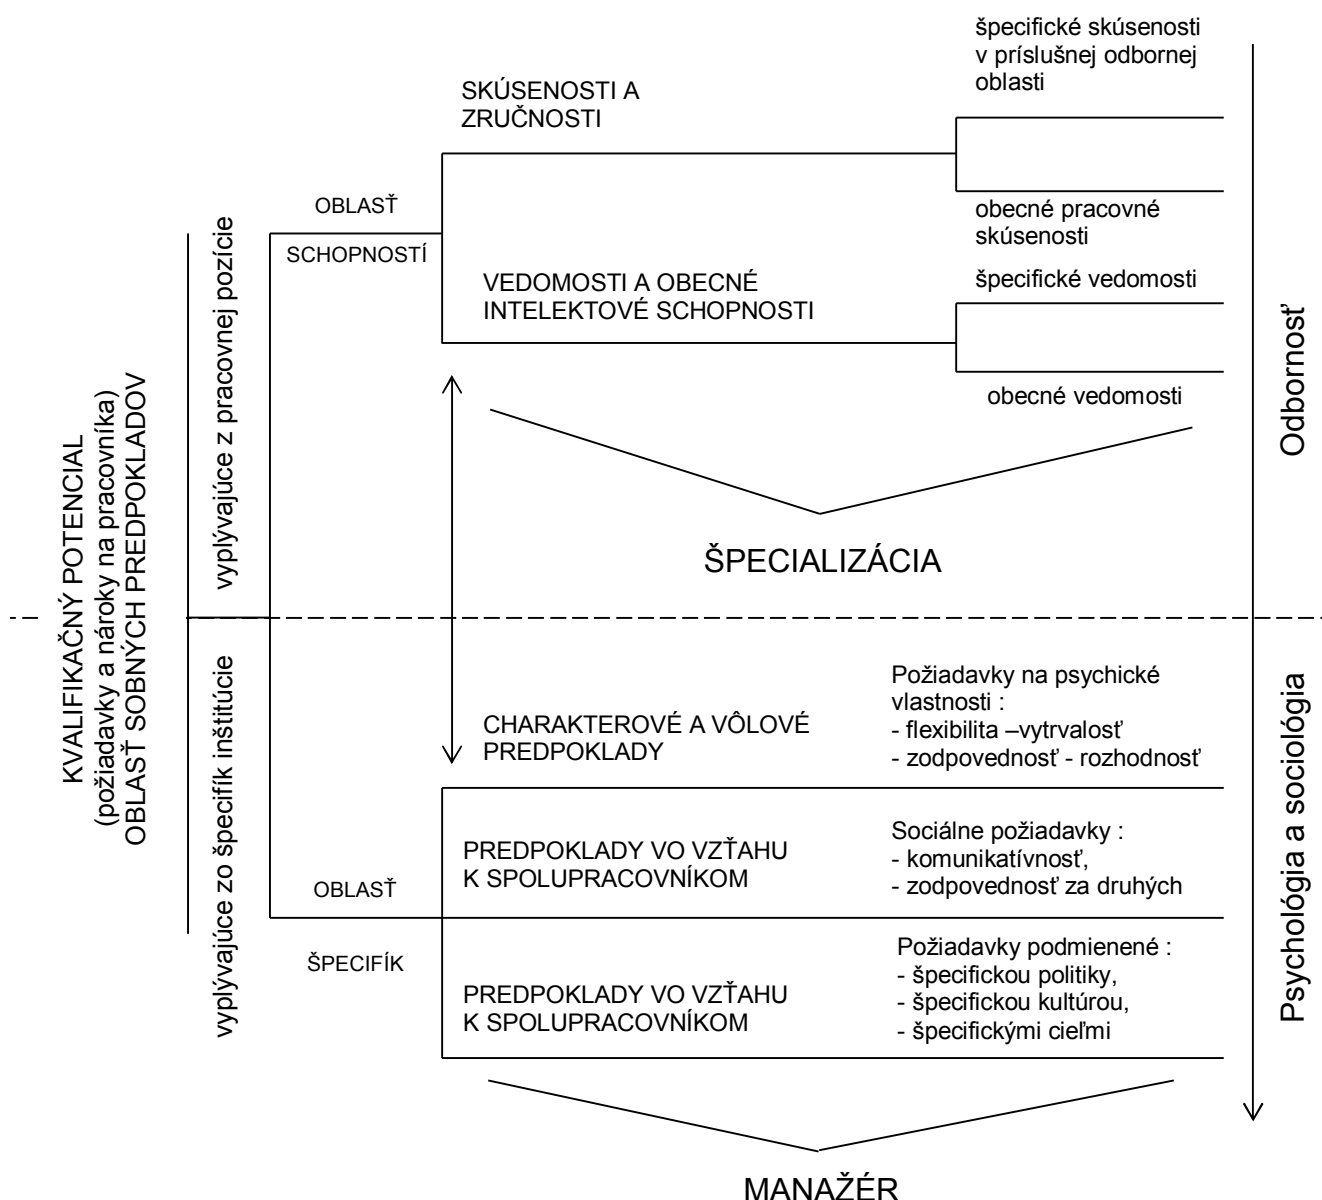 KVALIFIKAČNÝ POTENCIAL
(požiadavky a nároky na pracovníka)
OBLASŤ SOBNÝCH PREDPOKLADOV
vyplývajúce z pracovnej pozície
vyplývajúce zo špecifík inštitúcie
OBLASŤ
SCHOPNOSTÍ
SKÚSENOSTI A
ZRUČNOSTI
špecifické skúsenosti
v príslušnej odbornej
oblasti
obecné pracovné
skúsenosti
VEDOMOSTI A OBECNÉ
INTELEKTOVÉ SCHOPNOSTI
špecifické vedomosti
obecné vedomosti
ŠPECIALIZÁCIA
Odbornosť
OBLASŤ
ŠPECIFÍK
CHARAKTEROVÉ A VÔLOVÉ
PREDPOKLADY
Požiadavky na psychické
vlastnosti :
- flexibilita –vytrvalosť
- zodpovednosť - rozhodnosť
PREDPOKLADY VO VZŤAHU
K SPOLUPRACOVNÍKOM
Sociálne požiadavky :
- komunikatívnosť,
- zodpovednosť za druhých
PREDPOKLADY VO VZŤAHU
K SPOLUPRACOVNÍKOM
Požiadavky podmienené :
- špecifickou politiky,
- špecifickou kultúrou,
- špecifickými cieľmi
Psychológia a sociológia
MANAŽÉR